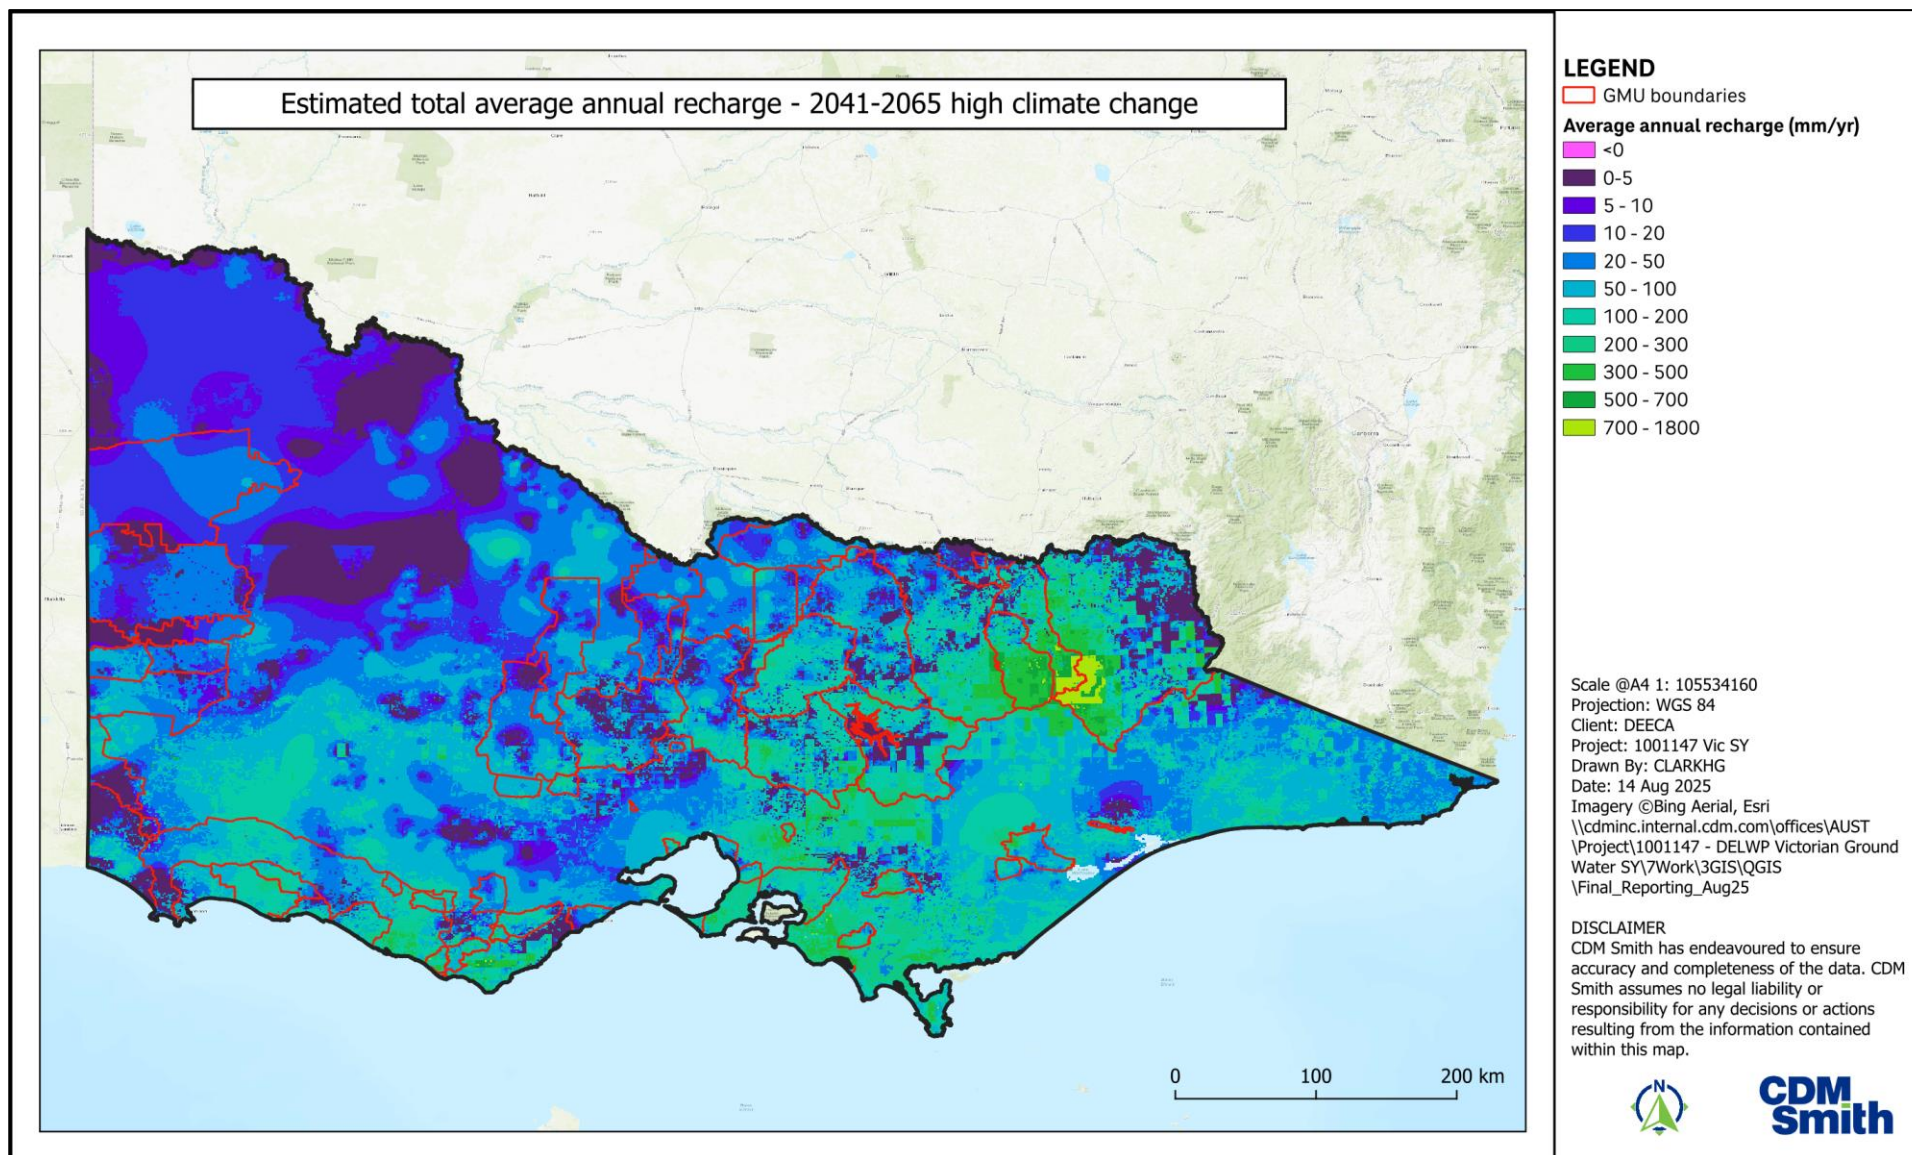 Estimated total average annual recharge - 2041-2065 high climate change
0 100 200 km
LEGEND
GMU boundaries
Average annual recharge (mm/yr)
<0
0-5
5 - 10
10 - 20
20 - 50
50 - 100
100 - 200
200 - 300
300 - 500
500 - 700
700 - 1800
Scale @A4 1: 105534160
Projection: WGS 84
Client: DEECA
Project: 1001147 Vic SY
Drawn By: CLARKHG
Date: 14 Aug 2025
Imagery ©Bing Aerial, Esri
\\cdminc.internal.cdm.com\offices\AUST
\Project\1001147 - DELWP Victorian Ground
Water SY\7Work\3GIS\QGIS
\Final_Reporting_Aug25
DISCLAIMER
CDM Smith has endeavoured to ensure
accuracy and completeness of the data. CDM
Smith assumes no legal liability or
responsibility for any decisions or actions
resulting from the information contained
within this map.
N
CDM
Smith